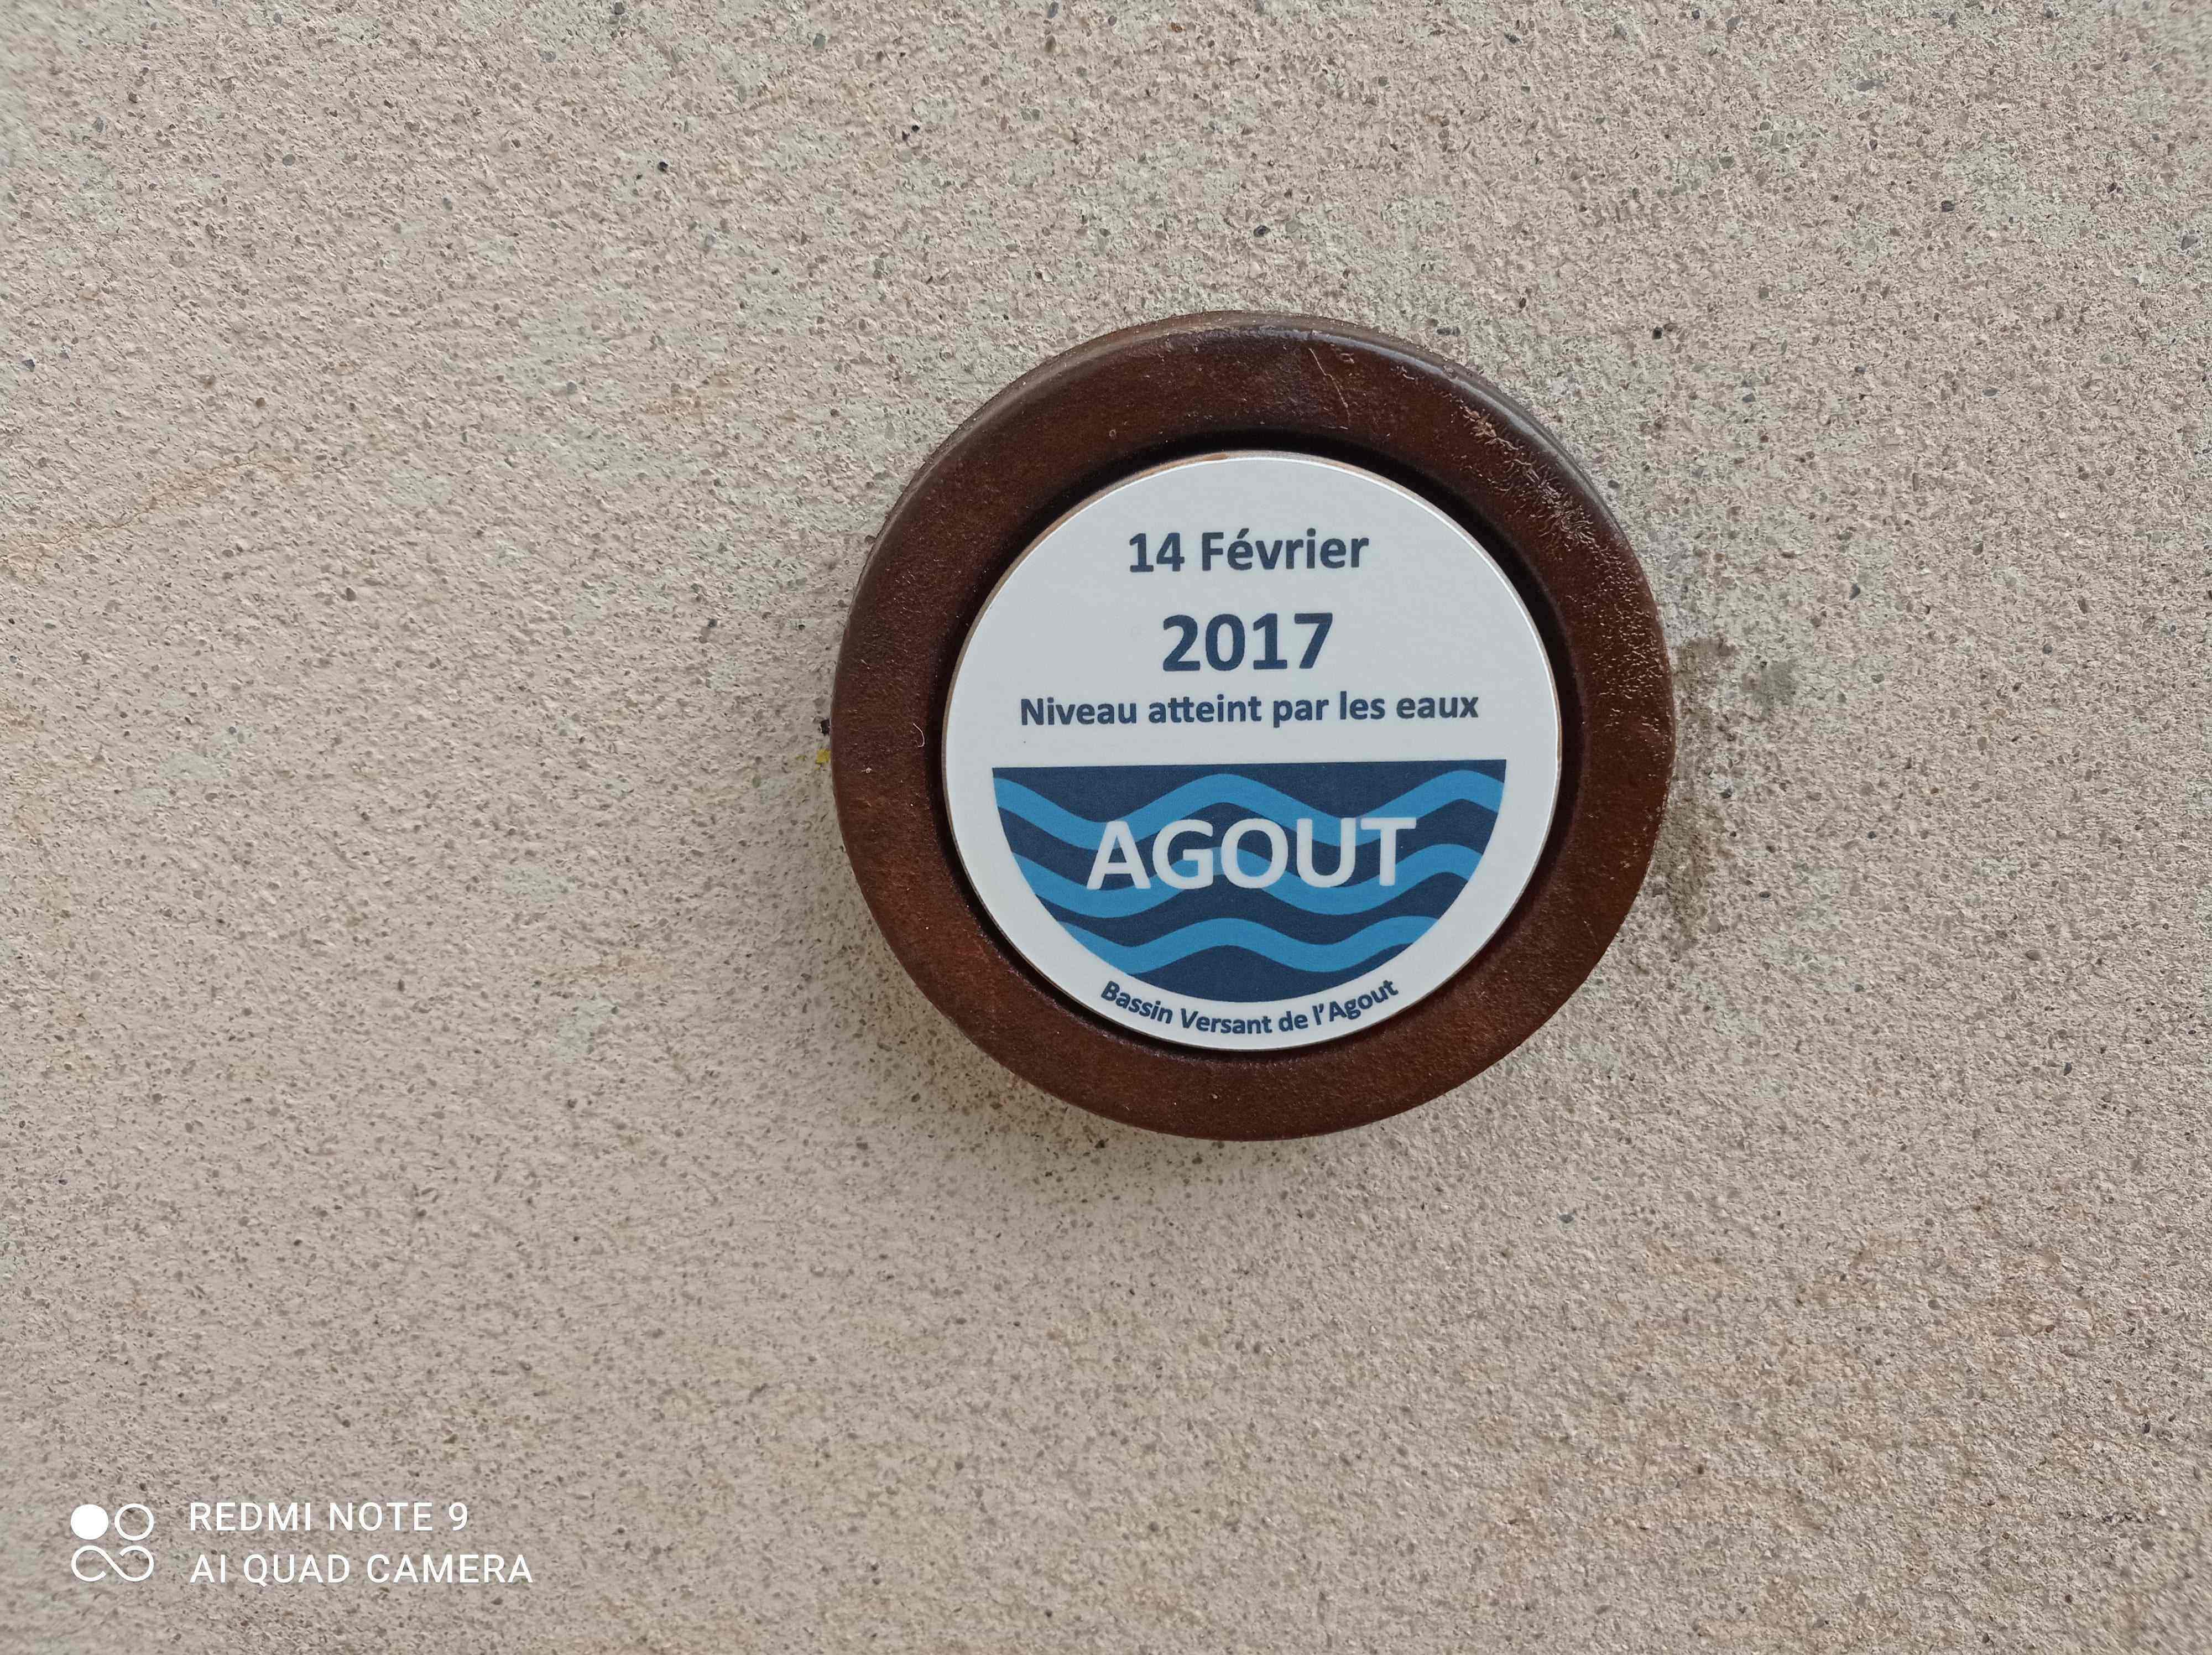 14 Février
2017
Niveau atteint par les eaux
AGOUT
Bassin Versant de l'Agout
REDMI NOTE 9
AI QUAD CAMERA